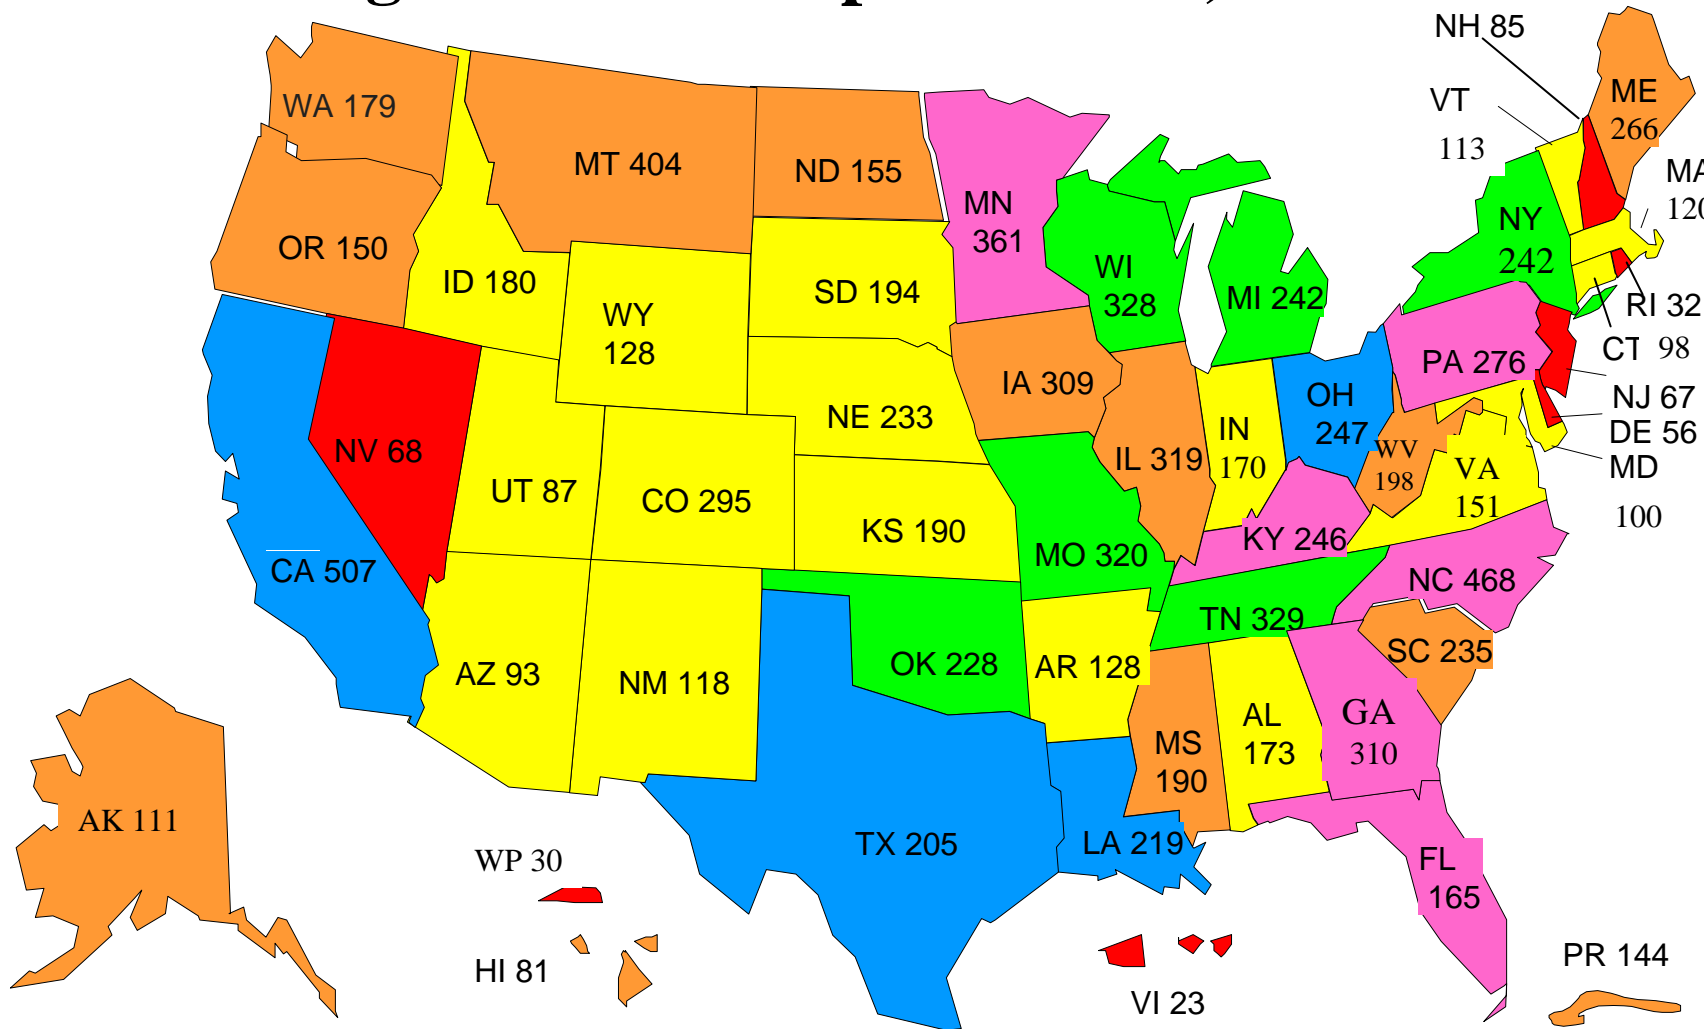 NH 85
WA 179
MT 404
ND 155
MN
361
VT
113
ME
266
MA
120
OR 150
ID 180
SD 194
WI
328
MI 242
NY
242
RI 32
WY
128
CT 98
PA 276
NJ 67
DE 56
MD
100
IA 309
NE 233
OH
247
NV 68
IL 319
IN
170
WV
198
VA
151
UT 87
CO 295
KS 190
MO 320
KY 246
CA 507
NC 468
TN 329
SC 235
AZ 93
NM 118
OK 228
AR 128
MS
190
AL
173
GA
310
AK 111
TX 205
LA 219
FL
165
WP 30
HI 81
VI 23
PR 144